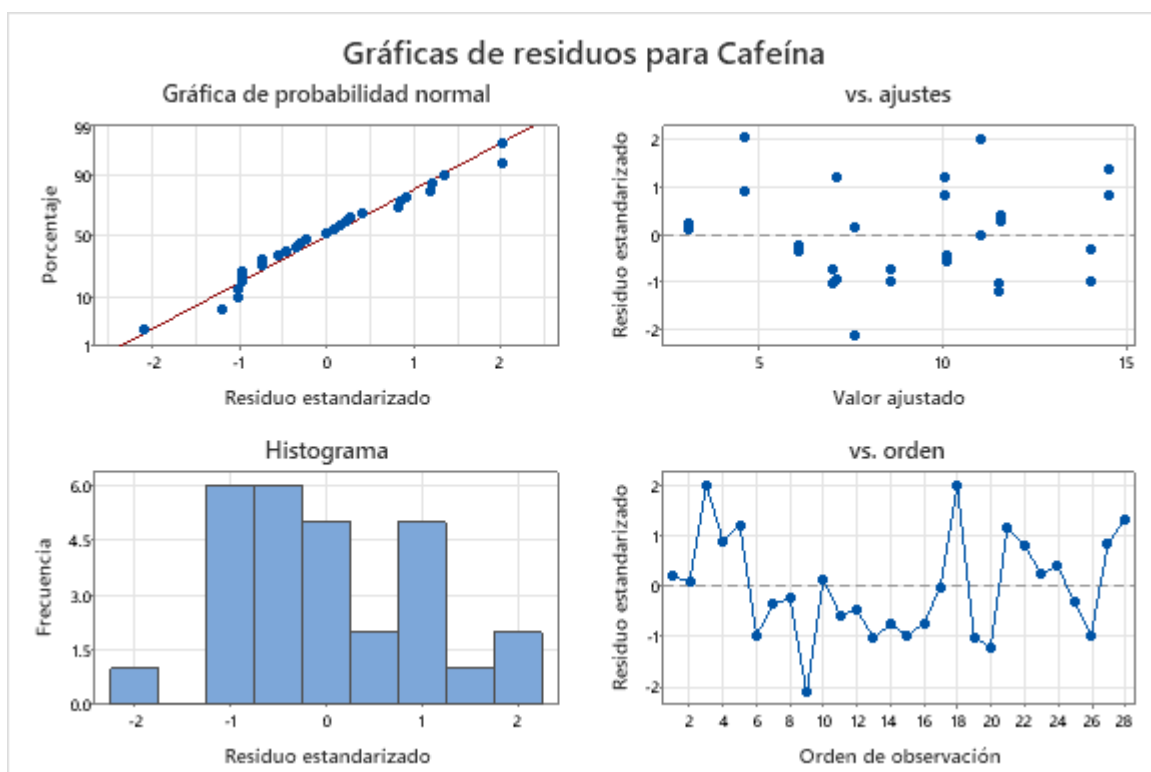 Gráficas de residuos para Cafeína
Gráfica de probabilidad normal
99
90
50
10
1
Porcentaje
-2 -1 0 1 2
Residuo estandarizado
vs. ajustes
2
1
0
-1
-2
Residuo estandarizado
5 10 15
Valor ajustado
Histograma
6.0
4.5
3.0
1.5
0.0
Frecuencia
-2 -1 0 1 2
Residuo estandarizado
vs. orden
2
1
0
-1
-2
Residuo estandarizado
2 4 6 8 10 12 14 16 18 20 22 24 26 28
Orden de observación